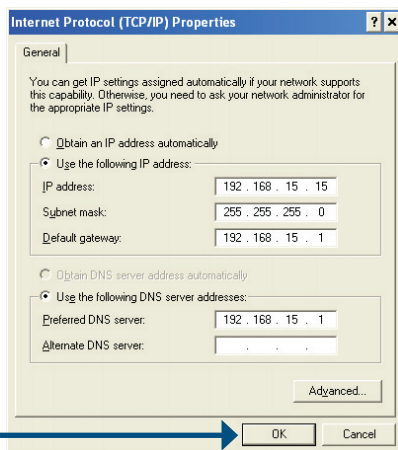 Internet Protocol (TCP/IP) Properties
General
You can get IP settings assigned automatically if your network supports
this capability. Otherwise, you need to ask your network administrator for
the appropriate IP settings.
Obtain an IP address automatically
Use the following IP address:
IP address: 192 . 168 . 15 . 15
Subnet mask: 255 . 255 . 255 . 0
Default gateway: 192 . 168 . 15 . 1
Obtain DNS server address automatically
Use the following DNS server addresses:
Preferred DNS server: 192 . 168 . 15 . 1
Alternate DNS server: . . .
Advanced...
OK Cancel